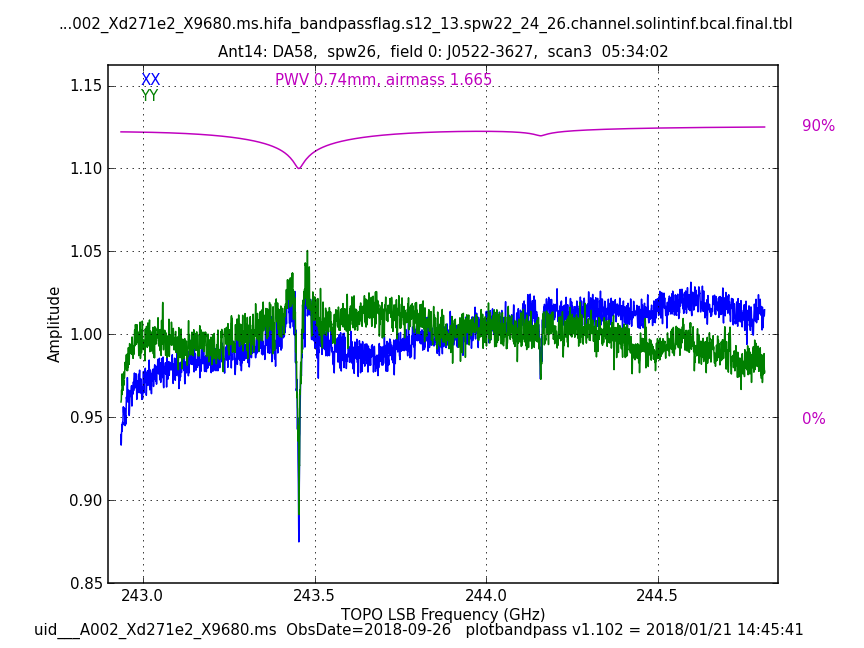 ...002_Xd271e2_X9680.ms.hifa_bandpassflag.s12_13.spw22_24_26.channel.solintinf.bcal.final.tbl
Ant14: DA58,  spw26,  field 0: J0522-3627,  scan3  05:34:02
XX
PWV 0.74mm, airmass 1.665
YY
1.15
1.10
1.05
1.00
0.95
0.90
0.85
Amplitude
90%
0%
243.0 243.5 244.0 244.5
TOPO LSB Frequency (GHz)
uid___A002_Xd271e2_X9680.ms  ObsDate=2018-09-26   plotbandpass v1.102 = 2018/01/21 14:45:41